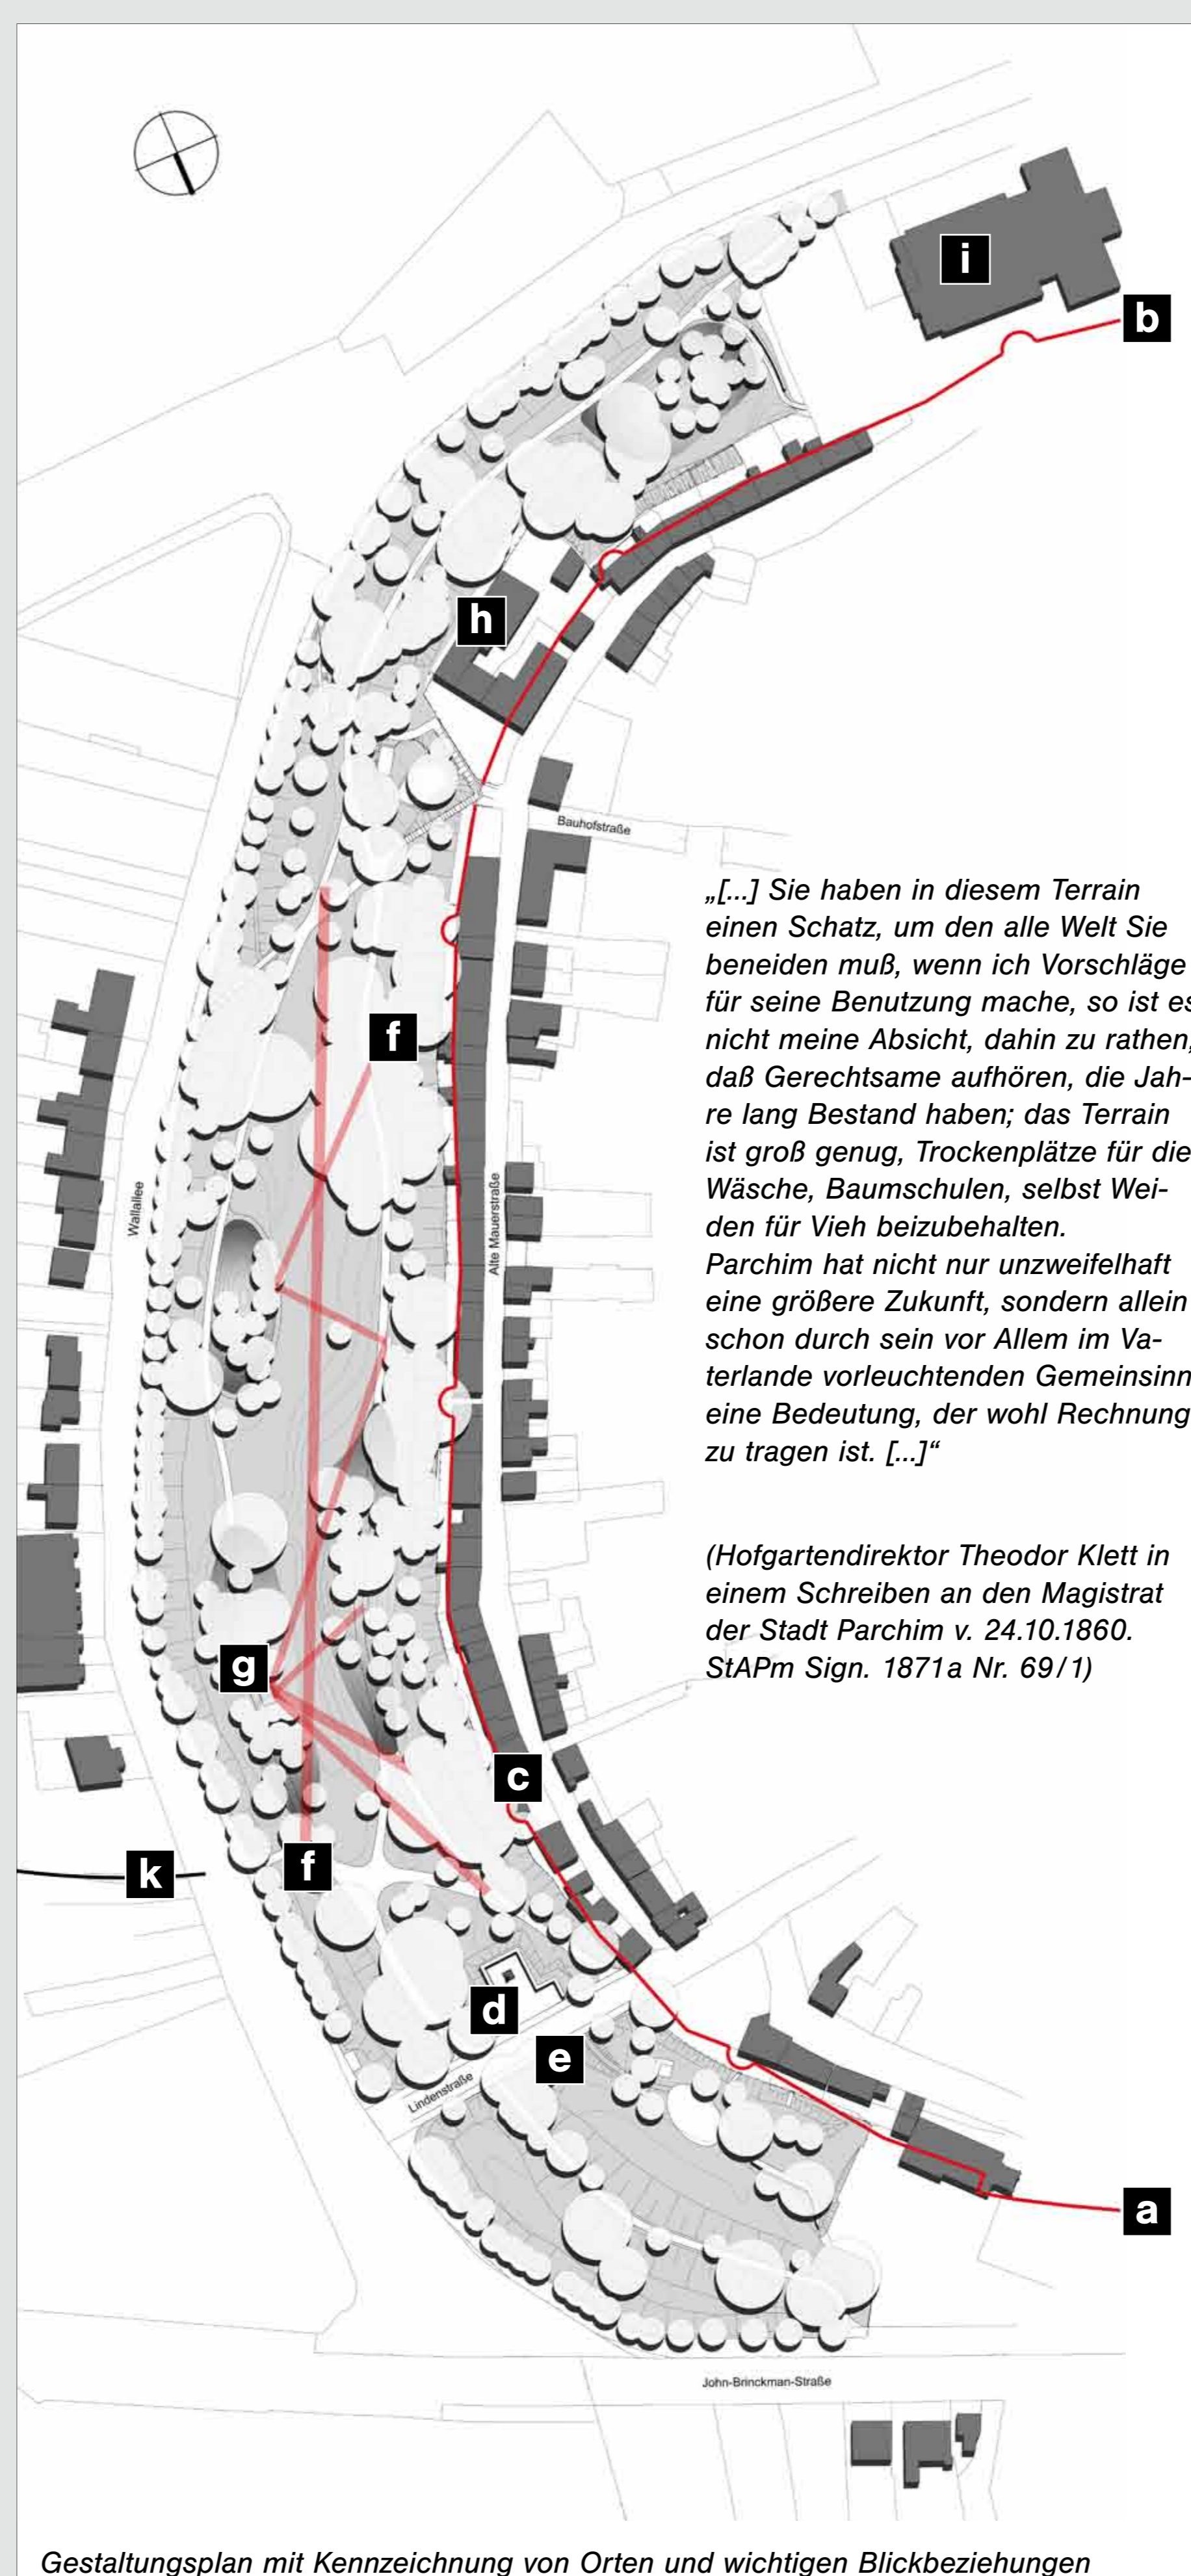 i
b
h
Bauhofstraße
„[...] Sie haben in diesem Terrain
einen Schatz, um den alle Welt Sie
beneiden muß, wenn ich Vorschläge
für seine Benutzung mache, so ist es
nicht meine Absicht, dahin zu rathen,
daß Gerechtsame aufhören, die Jah-
re lang Bestand haben; das Terrain
ist groß genug, Trockenplätze für die
Wäsche, Baumschulen, selbst Wei-
den für Vieh beizubehalten.
Parchim hat nicht nur unzweifelhaft
eine größere Zukunft, sondern allein
schon durch sein vor Allem im Va-
terlande vorleuchtenden Gemeinsinn
eine Bedeutung, der wohl Rechnung
zu tragen ist. [...]“
(Hofgartendirektor Theodor Klett in
einem Schreiben an den Magistrat
der Stadt Parchim v. 24.10.1860.
StAPm Sign. 1871a Nr. 69/1)
f
Wallallee
Alte Mauerstraße
g
c
k
f
d
e
Lindenstraße
a
John-Brinckman-Straße
Gestaltungsplan mit Kennzeichnung von Orten und wichtigen Blickbeziehungen